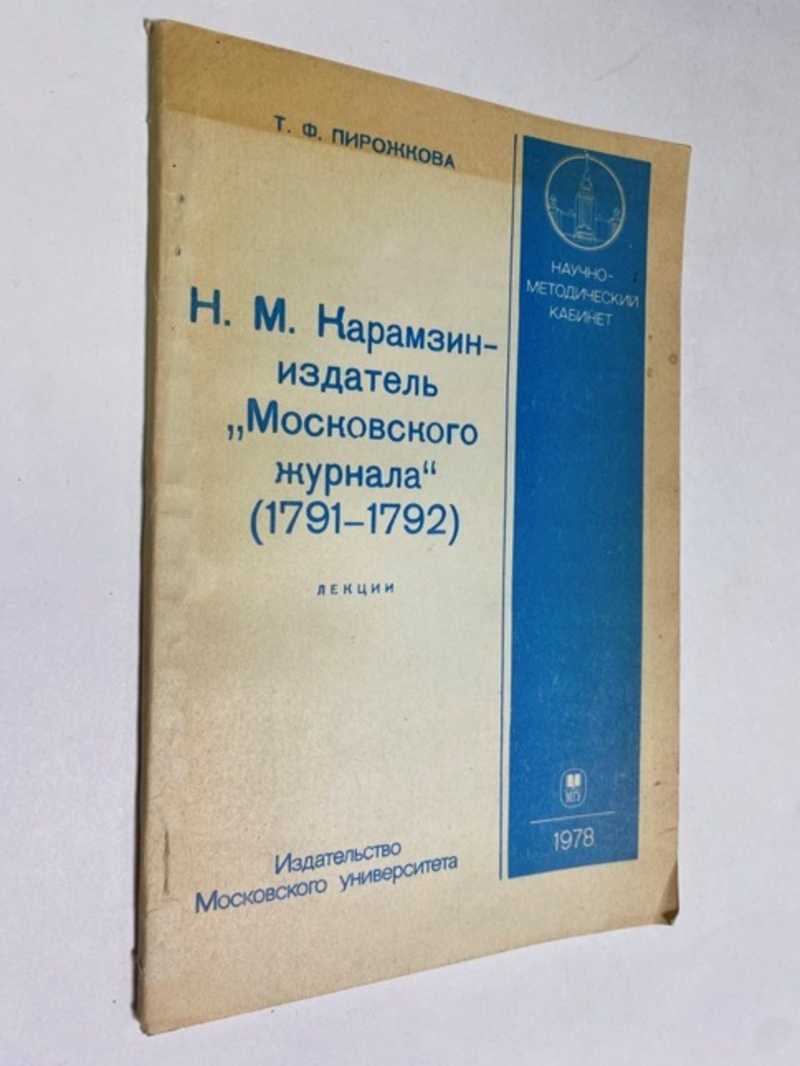 Т. Ф. ПИРОЖКОВА
Н. М. Карамзин–
издатель
„Московского
журнала“
(1791–1792)
ЛЕКЦИИ
Издательство
Московского университета
НАУЧНО-
МЕТОДИЧЕСКИЙ
КАБИНЕТ
1978